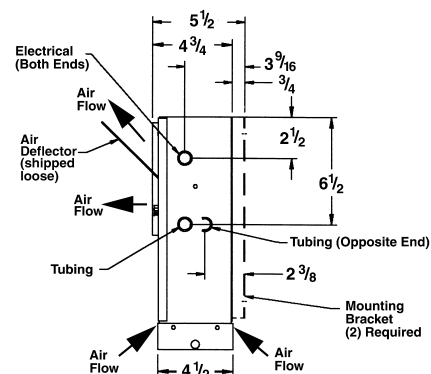 5 1/2
4 3/4
Electrical
(Both Ends)
3 9/16
3/4
Air
Flow
2 1/2
Air
Deflector
(shipped
loose)
6 1/2
Air
Flow
Tubing (Opposite End)
Tubing
2 3/8
Mounting
Bracket
(2) Required
Air
Flow
Air
Flow
4 1/2